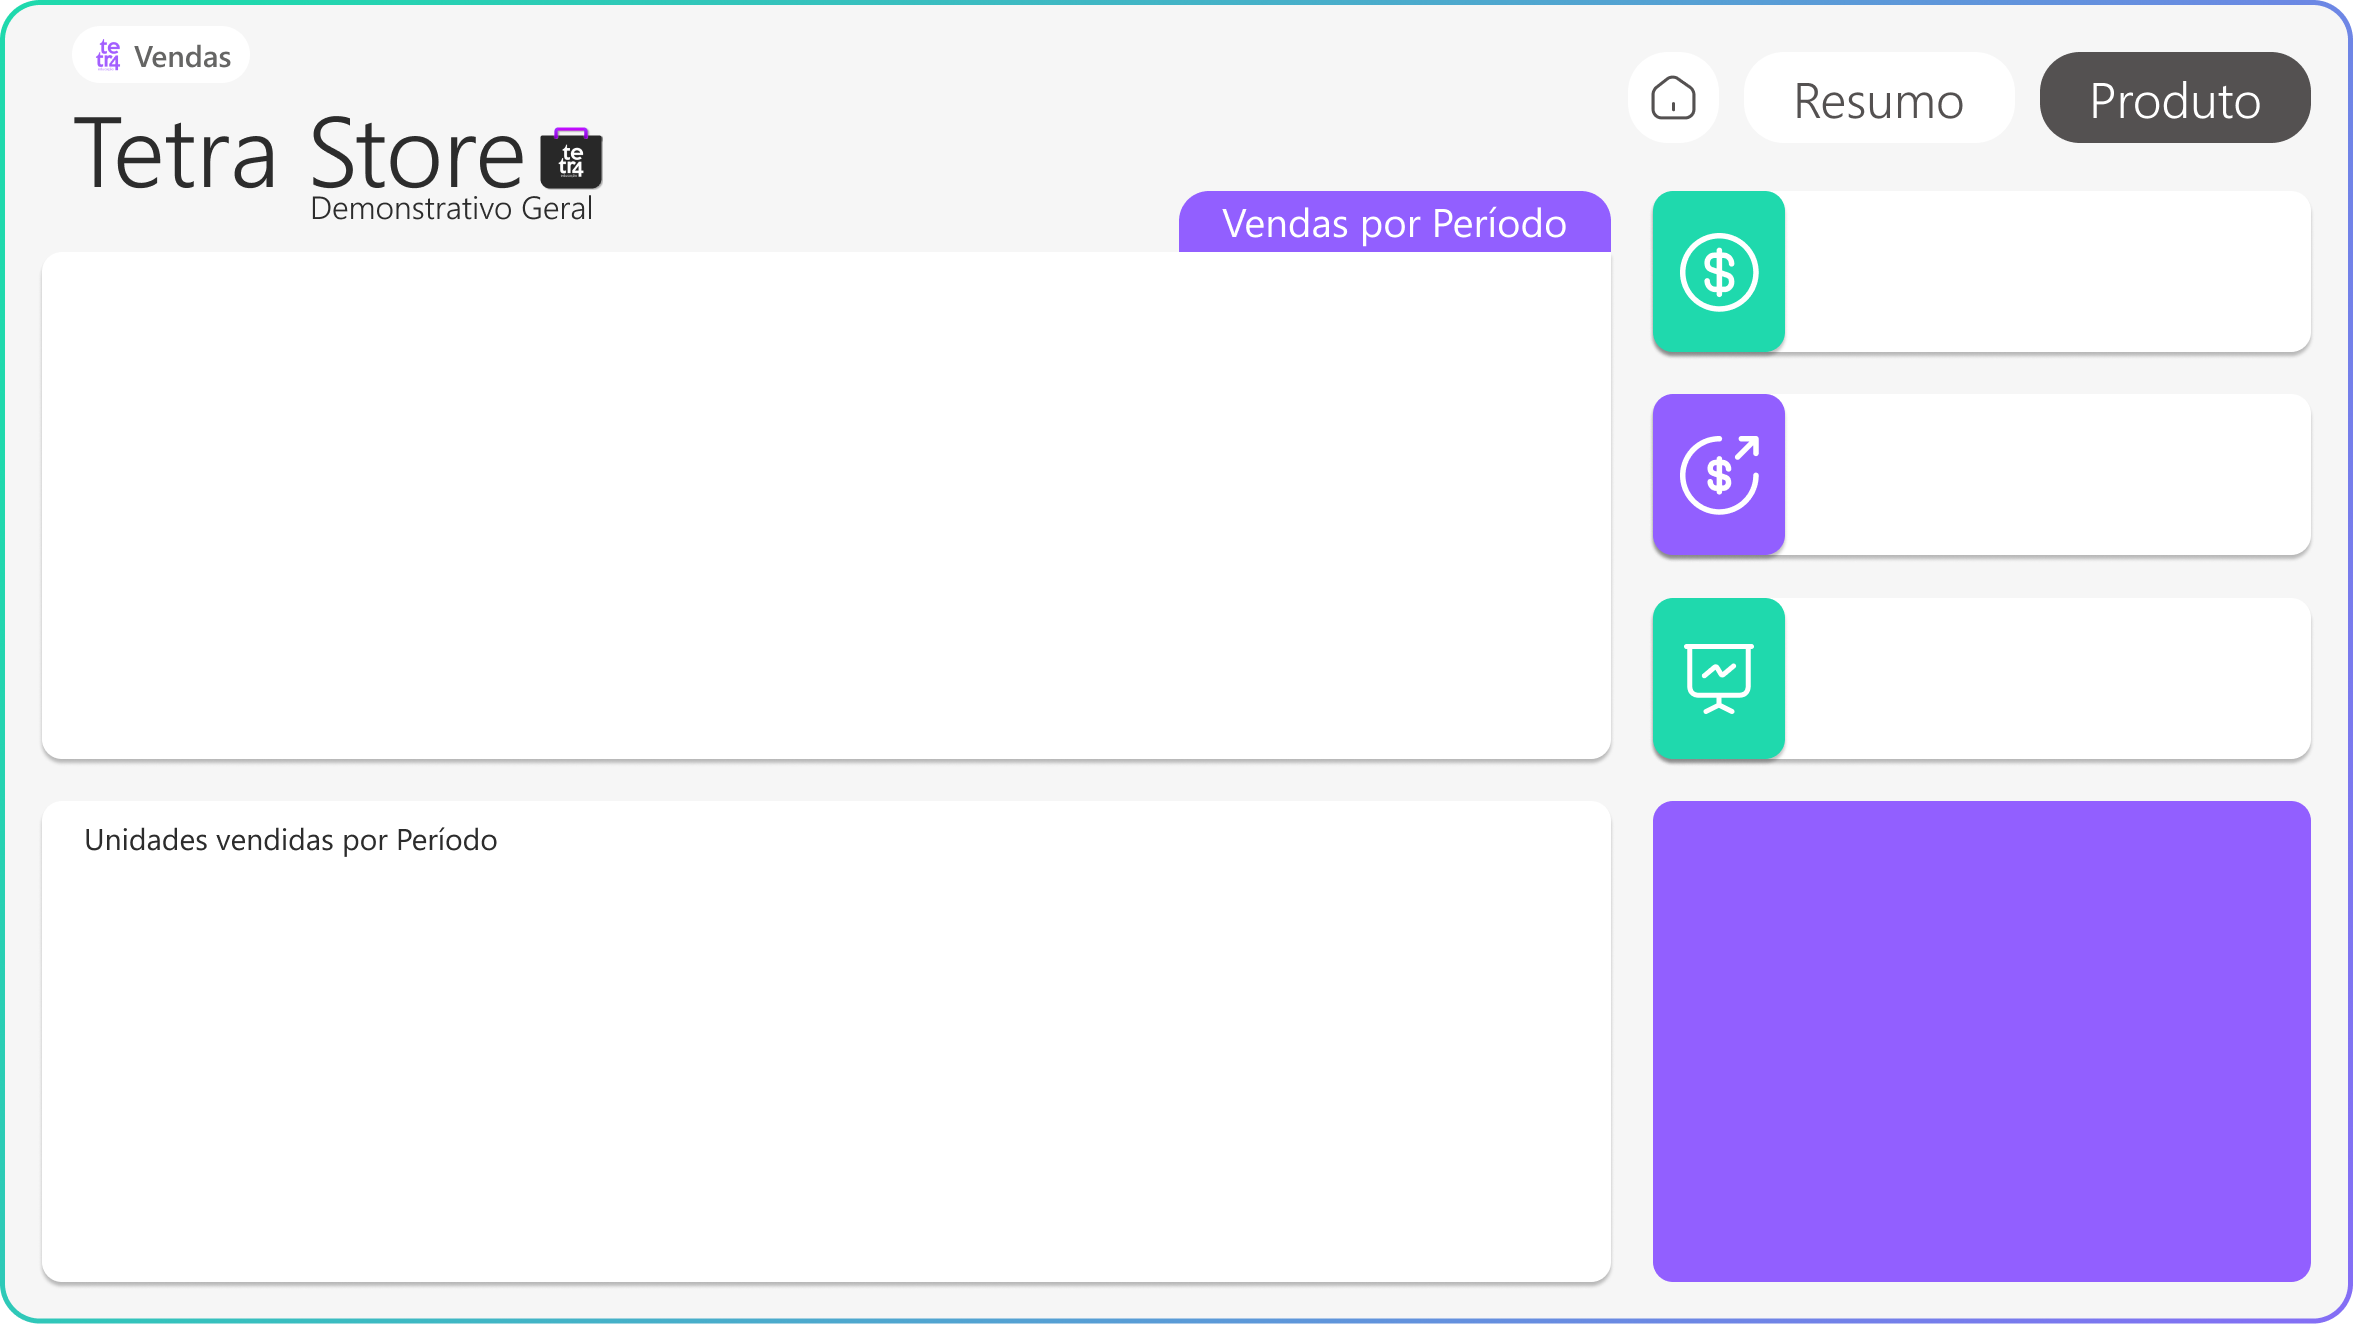 te
tr4
Vendas
Resumo
Produto
Tetra Store
te
tr4
Demonstrativo Geral
Vendas por Período
$
$
Unidades vendidas por Período